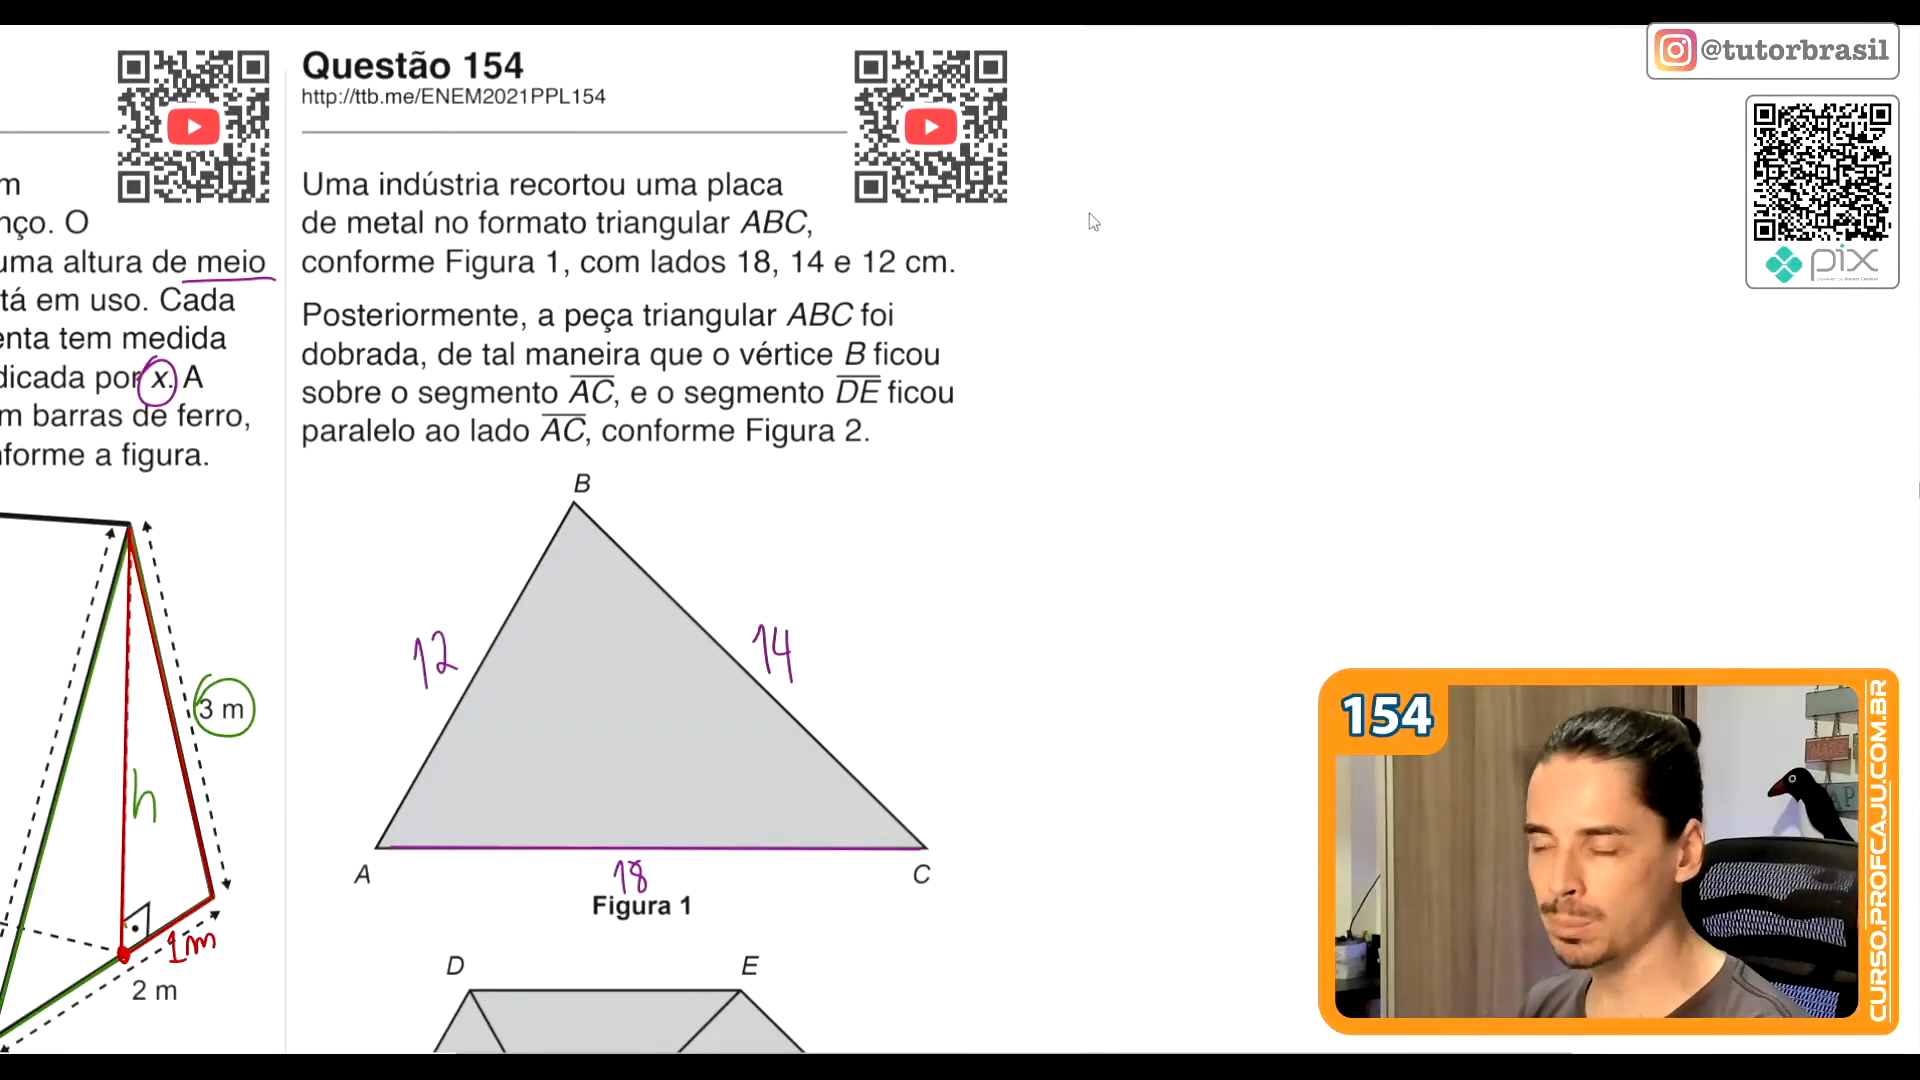 m
nço. O
uma altura de meio
tá em uso. Cada
enta tem medida
dicada por x. A
m barras de ferro,
forme a figura.
3 m
h
1m
2 m
Questão 154
http://ttb.me/ENEM2021PPL154
Uma indústria recortou uma placa
de metal no formato triangular ABC,
conforme Figura 1, com lados 18, 14 e 12 cm.
Posteriormente, a peça triangular ABC foi
dobrada, de tal maneira que o vértice B ficou
sobre o segmento AC, e o segmento DE ficou
paralelo ao lado AC, conforme Figura 2.
B
12
14
A
18
C
Figura 1
D
E
@tutorbrasil
pix
154
CURSO.PROFCAJU.COM.BR